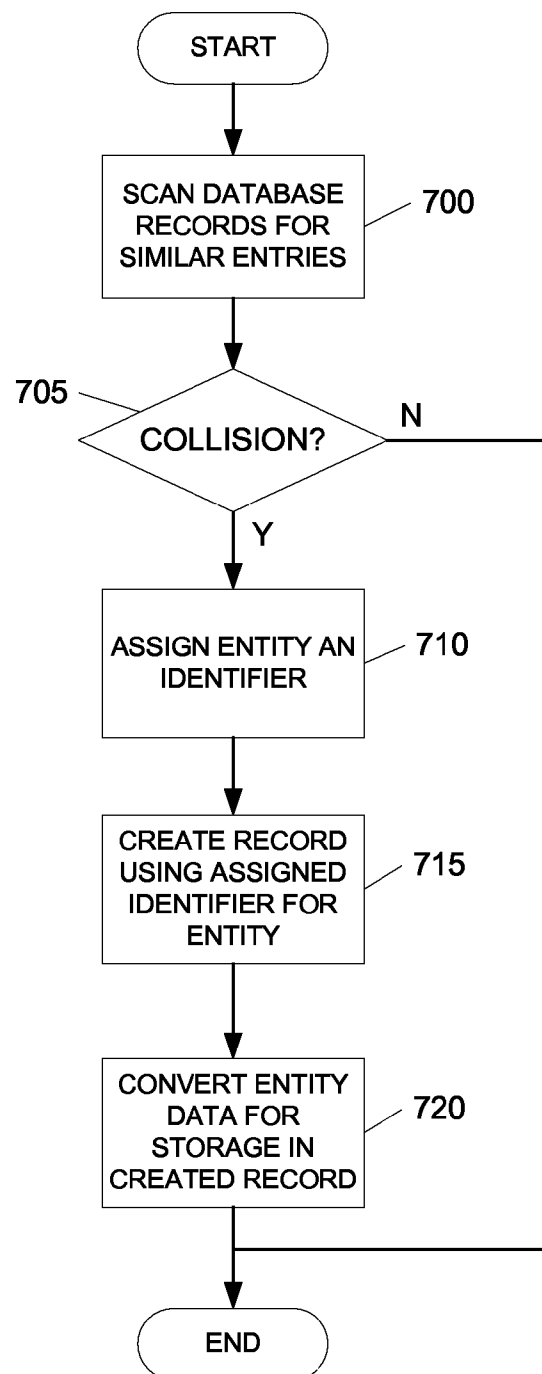 START
SCAN DATABASE
RECORDS FOR
SIMILAR ENTRIES
700
705
COLLISION?
N
Y
ASSIGN ENTITY AN
IDENTIFIER
710
CREATE RECORD
USING ASSIGNED
IDENTIFIER FOR
ENTITY
715
CONVERT ENTITY
DATA FOR
STORAGE IN
CREATED RECORD
720
END